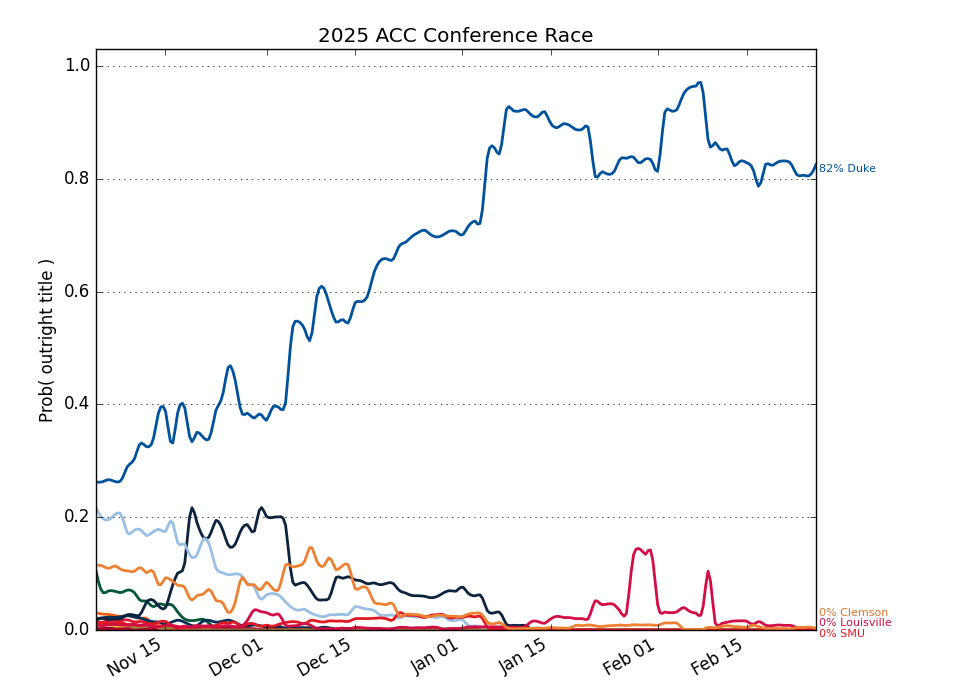 2025 ACC Conference Race
Prob( outright title )
1.0
0.8
0.6
0.4
0.2
0.0
82% Duke
0% Clemson
0% Louisville
0% SMU
Nov 15
Dec 01
Dec 15
Jan 01
Jan 15
Feb 01
Feb 15